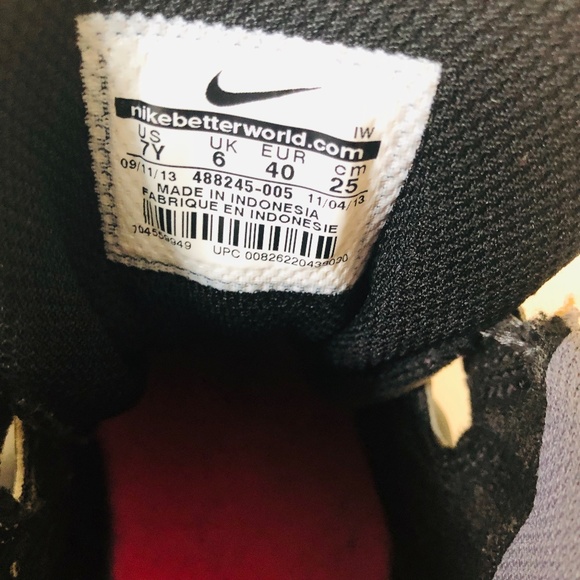 nikebetterworld.com
IW
US UK EUR cm
7Y 6 40 25
09/11/13 488245-005 11/04/13
MADE IN INDONESIA
FABRIQUE EN INDONESIE
UPC